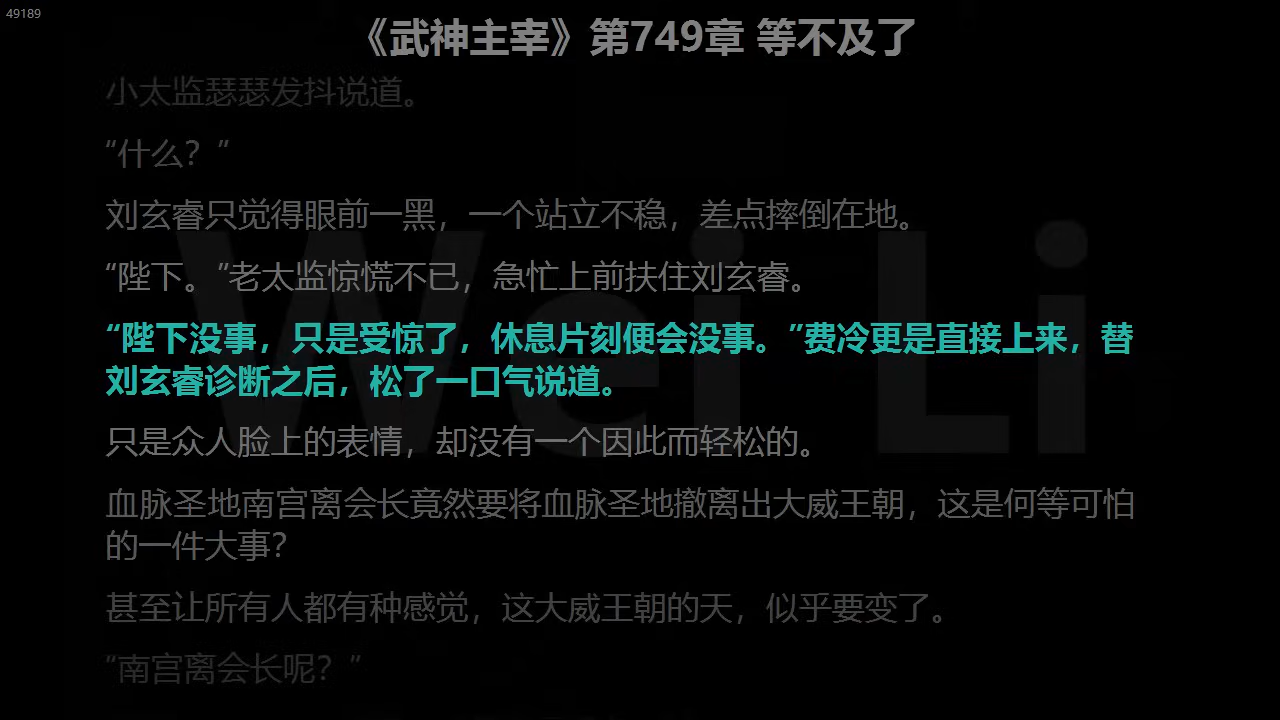 49189
《武神主宰》第749章 等不及了
小太监瑟瑟发抖说道。
“什么？”
刘玄睿只觉得眼前一黑，一个站立不稳，差点摔倒在地。
“陛下。”老太监惊慌不已，急忙上前扶住刘玄睿。
“陛下没事，只是受惊了，休息片刻便会没事。”费冷更是直接上来，替
刘玄睿诊断之后，松了一口气说道。
只是众人脸上的表情，却没有一个因此而轻松的。
血脉圣地南宫离会长竟然要将血脉圣地撤离出大威王朝，这是何等可怕
的一件大事？
甚至让所有人都有种感觉，这大威王朝的天，似乎要变了。
“南宫离会长呢？”
Wei Li